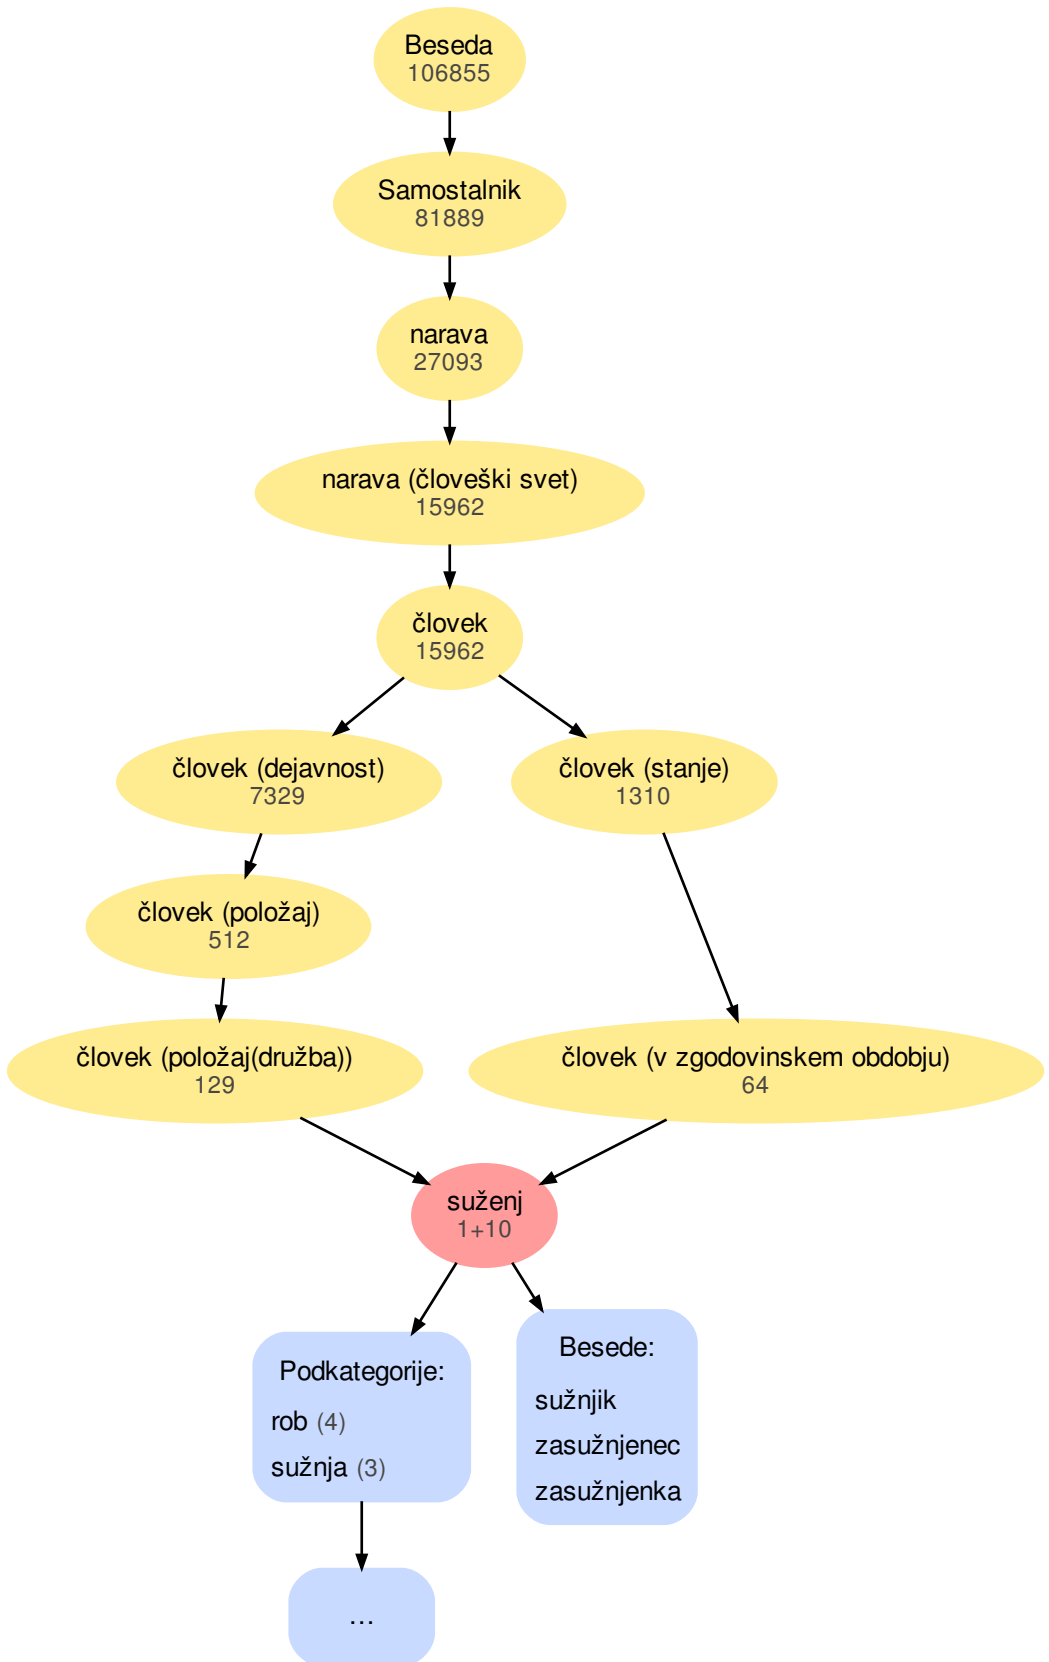 Beseda
106855
Samostalnik
81889
narava
27093
narava (človeški svet)
15962
človek
15962
človek (dejavnost)
7329
človek (stanje)
1310
človek (položaj)
512
človek (položaj(družba))
129
človek (v zgodovinskem obdobju)
64
suženj
1+10
Podkategorije:
rob (4)
sužnja (3)
Besede:
sužnjik
zasužnjenec
zasužnjenka
...